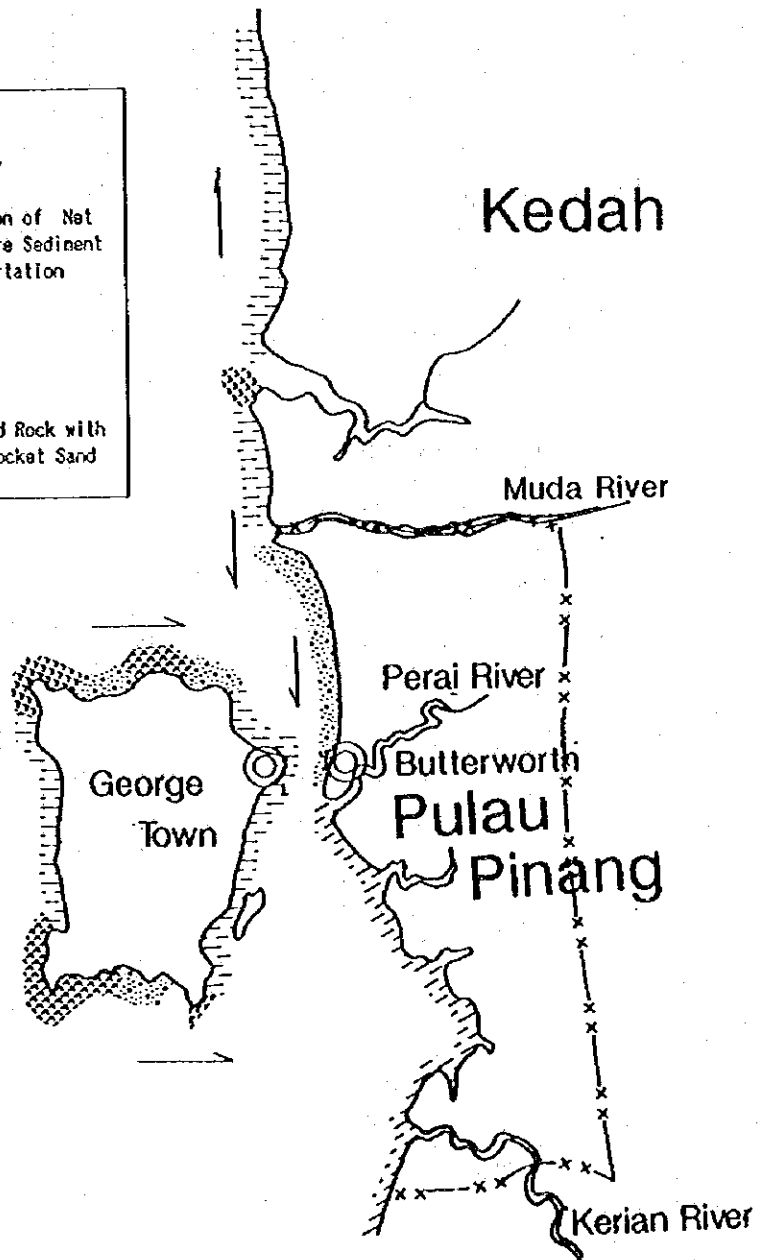 on of Net
re Sediment
rtation
d Rock with
ocket Sand
Kedah
Muda River
Perai River
Butterworth
George
Town
Pulau
Pinang
Kerian River